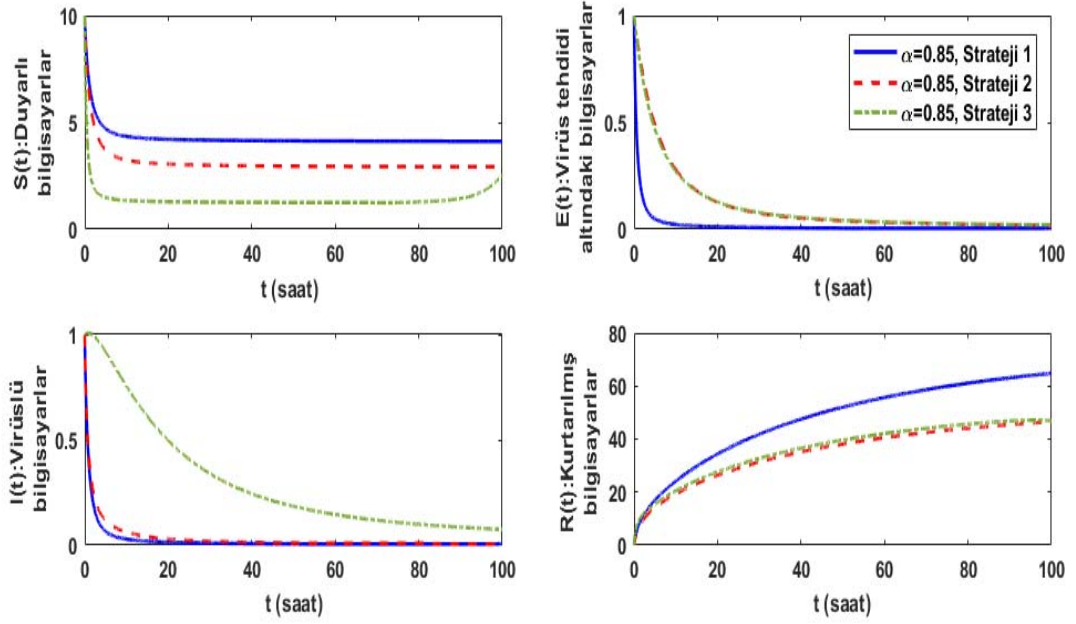 S(t):Duyarlı
bilgisayarlar
10
5
0
0 20 40 60 80 100
t (saat)
E(t):Virüs tehdidi
altındaki bilgisayarlar
1
0.5
0
0 20 40 60 80 100
t (saat)
α=0.85, Strateji 1
α=0.85, Strateji 2
α=0.85, Strateji 3
I(t):Virüslü
bilgisayarlar
1
0.5
0
0 20 40 60 80 100
t (saat)
R(t):Kurtarılmış
bilgisayarlar
80
60
40
20
0
0 20 40 60 80 100
t (saat)